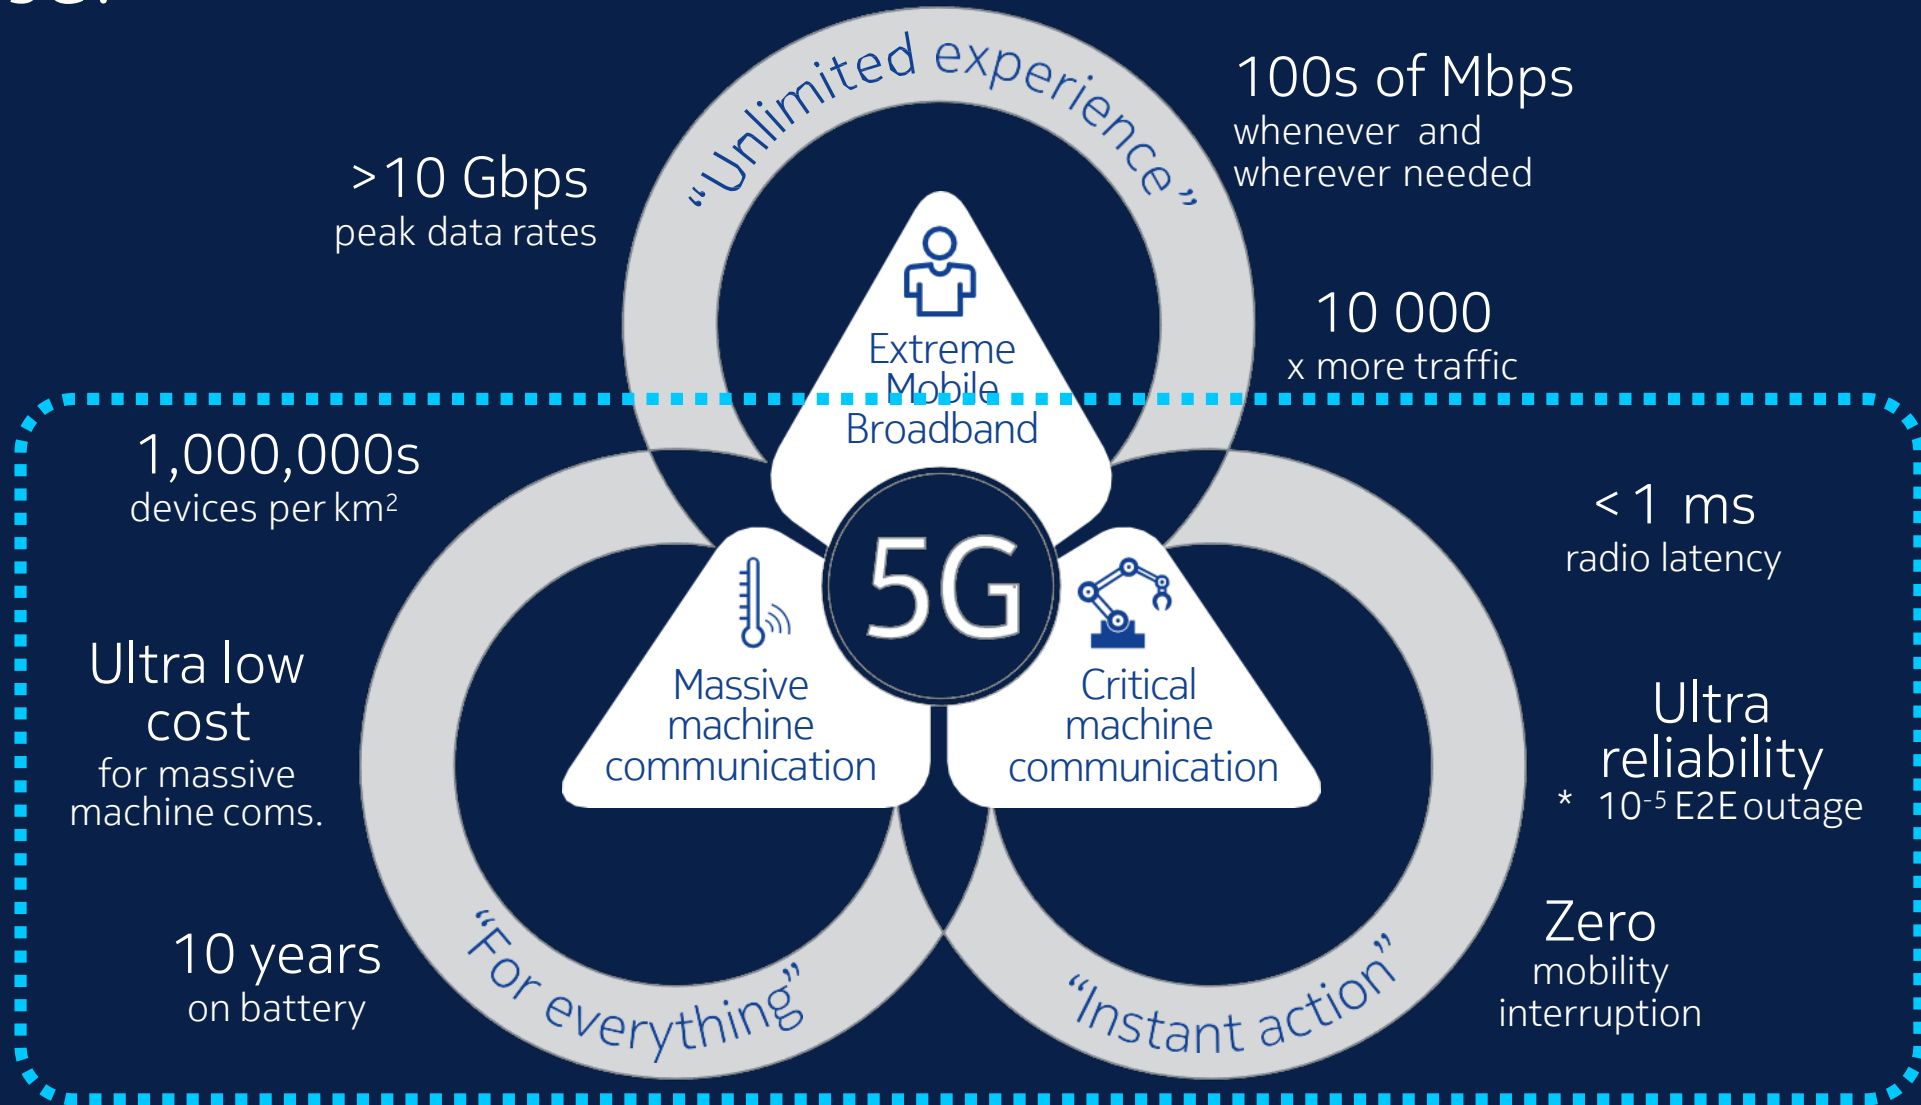 “Unlimited experience”
>10 Gbps
peak data rates
100s of Mbps
whenever and
wherever needed
10 000
x more traffic
Extreme
Mobile
Broadband
5G
1,000,000s
devices per km²
Ultra low
cost
for massive
machine coms.
10 years
on battery
Massive
machine
communication
“For everything”
Critical
machine
communication
“Instant action”
<1 ms
radio latency
Ultra
reliability
* 10⁻⁵ E2E outage
Zero
mobility
interruption